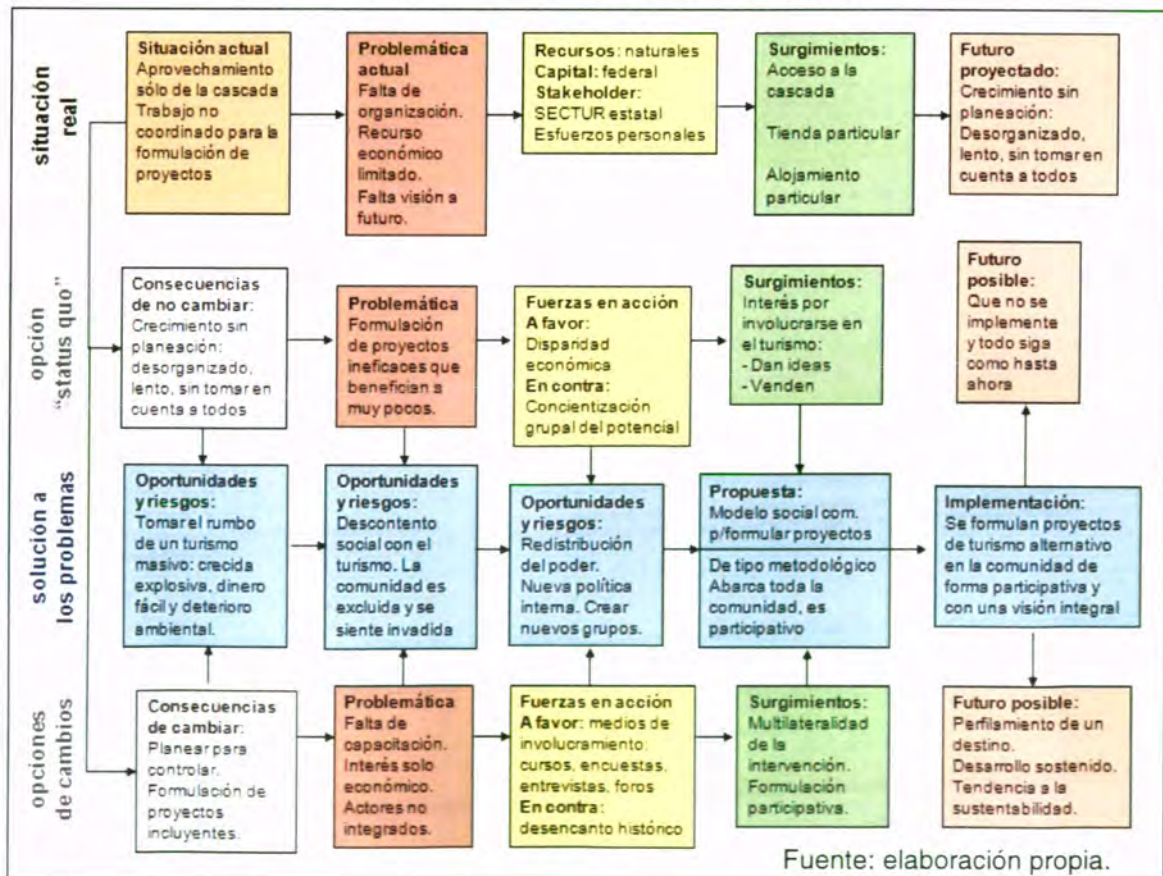 situación
real
Situación actual
Aprovechamiento
sólo de la cascada
Trabajo no
coordinado para la
formulación de
proyectos
Problemática
actual
Falta de
organización.
Recurso
económico
limitado.
Falta visión a
futuro.
Recursos: naturales
Capital: federal
Stakeholder:
SECTUR estatal
Esfuerzos personales
Surgimientos:
Acceso a la
cascada
Tienda particular
Alojamiento
particular
Futuro
proyectado:
Crecimiento sin
planeación:
Desorganizado,
lento, sin tomar en
cuenta a todos
opción
"status quo"
Consecuencias
de no cambiar:
Crecimiento sin
planeación:
desorganizado,
lento, sin tomar en
cuenta a todos
Problemática
Formulación
de proyectos
ineficaces que
benefician a
muy pocos.
Fuerzas en acción
A favor:
Disparidad
económica
En contra:
Concientización
grupal del potencial
Surgimientos:
Interés por
involucrarse en
el turismo:
- Dan ideas
- Venden
Futuro
posible:
Que no se
implemente
y todo siga
como hasta
ahora
solución a
los problemas
Oportunidades
y riesgos:
Tomar el rumbo
de un turismo
masivo: crecida
explosiva, dinero
fácil y deterioro
ambiental.
Oportunidades
y riesgos:
Descontento
social con el
turismo. La
comunidad es
excluida y se
siente invadida
Oportunidades
y riesgos:
Redistribución
del poder.
Nueva política
interna. Crear
nuevos grupos.
Propuesta:
Modelo social com.
p/formular proyectos
De tipo metodológico
Abarca toda la
comunidad, es
participativo
Implementación:
Se formulan proyectos
de turismo alternativo
en la comunidad de
forma participativa y
con una visión integral
opciones
de cambios
Consecuencias
de cambiar:
Planear para
controlar.
Formulación de
proyectos
incluyentes.
Problemática
Falta de
capacitación.
Interés solo
económico.
Actores no
integrados.
Fuerzas en acción
A favor: medios de
involucramiento:
cursos, encuestas,
entrevistas, foros
En contra:
desencanto histórico
Surgimientos:
Multilateralidad
de la
intervención.
Formulación
participativa.
Futuro posible:
Perfilamiento de un
destino.
Desarrollo sostenido.
Tendencia a la
sustentabilidad.
Fuente: elaboración propia.